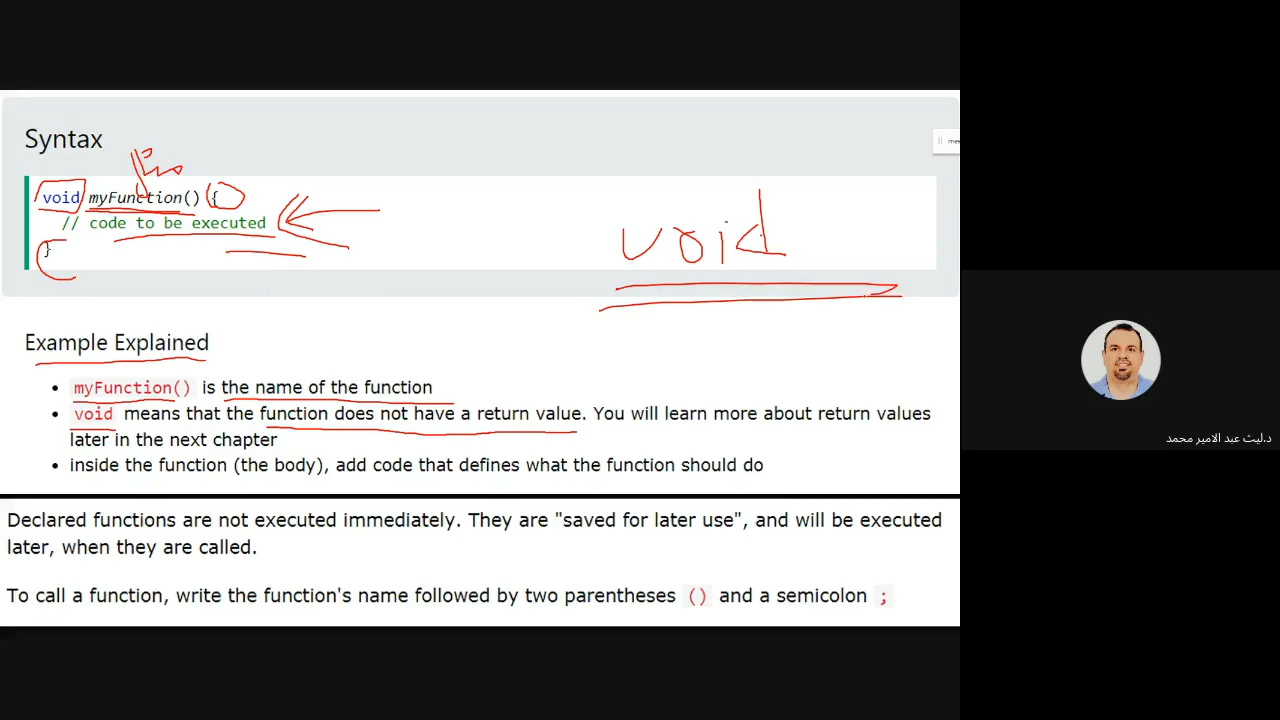 Syntax
void myFunction() {
// code to be executed
}
void
Example Explained
• myFunction() is the name of the function
• void means that the function does not have a return value. You will learn more about return values
later in the next chapter
• inside the function (the body), add code that defines what the function should do
Declared functions are not executed immediately. They are "saved for later use", and will be executed
later, when they are called.
To call a function, write the function's name followed by two parentheses () and a semicolon ;
د.ليث عبد الامير محمد